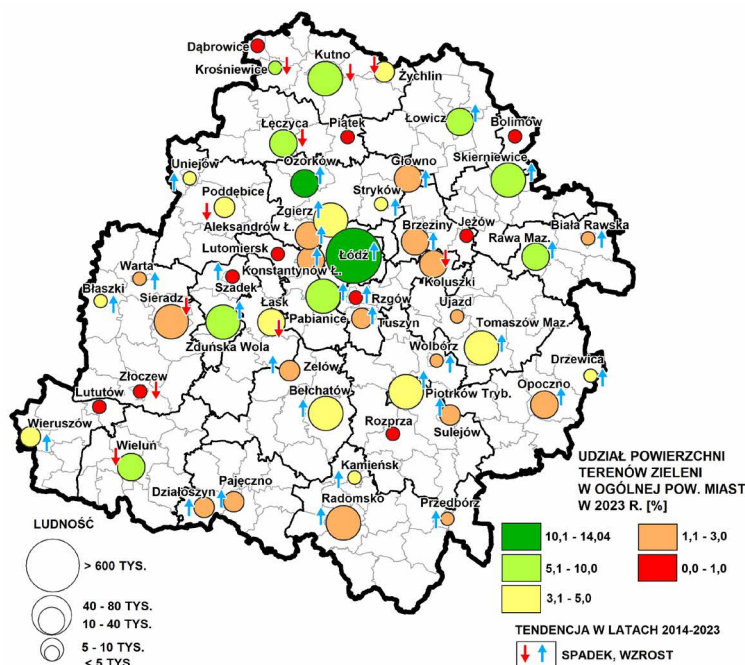 Dąbrowice
Kutno
Krośniewice
Żychlin
Łęczyca
Piątek
Łowicz
Bolimów
Uniejów
Ozorków
Głowno
Skierniewice
Poddębice
Stryków
Zgierz
Aleksandrów Ł.
Brzeziny
Jeżów
Biała Rawska
Lutomiersk
Łódź
Rawa Maz.
Warta
Konstantynów Ł.
Koluszki
Błaszki
Szadek
Rzgów
Ujazd
Sieradz
Łask
Pabianice
Tuszyn
Tomaszów Maz.
Zduńska Wola
Wolbórz
Drzewica
Złoczew
Zelów
Lututów
Bełchatów
Piotrków Tryb.
Opoczno
Wieruszów
Rozprza
Sulejów
Wieluń
Kamieńsk
Działoszyn
Pajęczno
Radomsko
Przedbórz
UDZIAŁ POWIERZCHNI
TERENÓW ZIELENI
W OGÓLNEJ POW. MIAST
W 2023 R. [%]
10,1 - 14,04
1,1 - 3,0
5,1 - 10,0
0,0 - 1,0
3,1 - 5,0
TENDENCJA W LATACH 2014-2023
SPADEK, WZROST
LUDNOŚĆ
> 600 TYS.
40 - 80 TYS.
10 - 40 TYS.
5 - 10 TYS.
< 5 TYS.